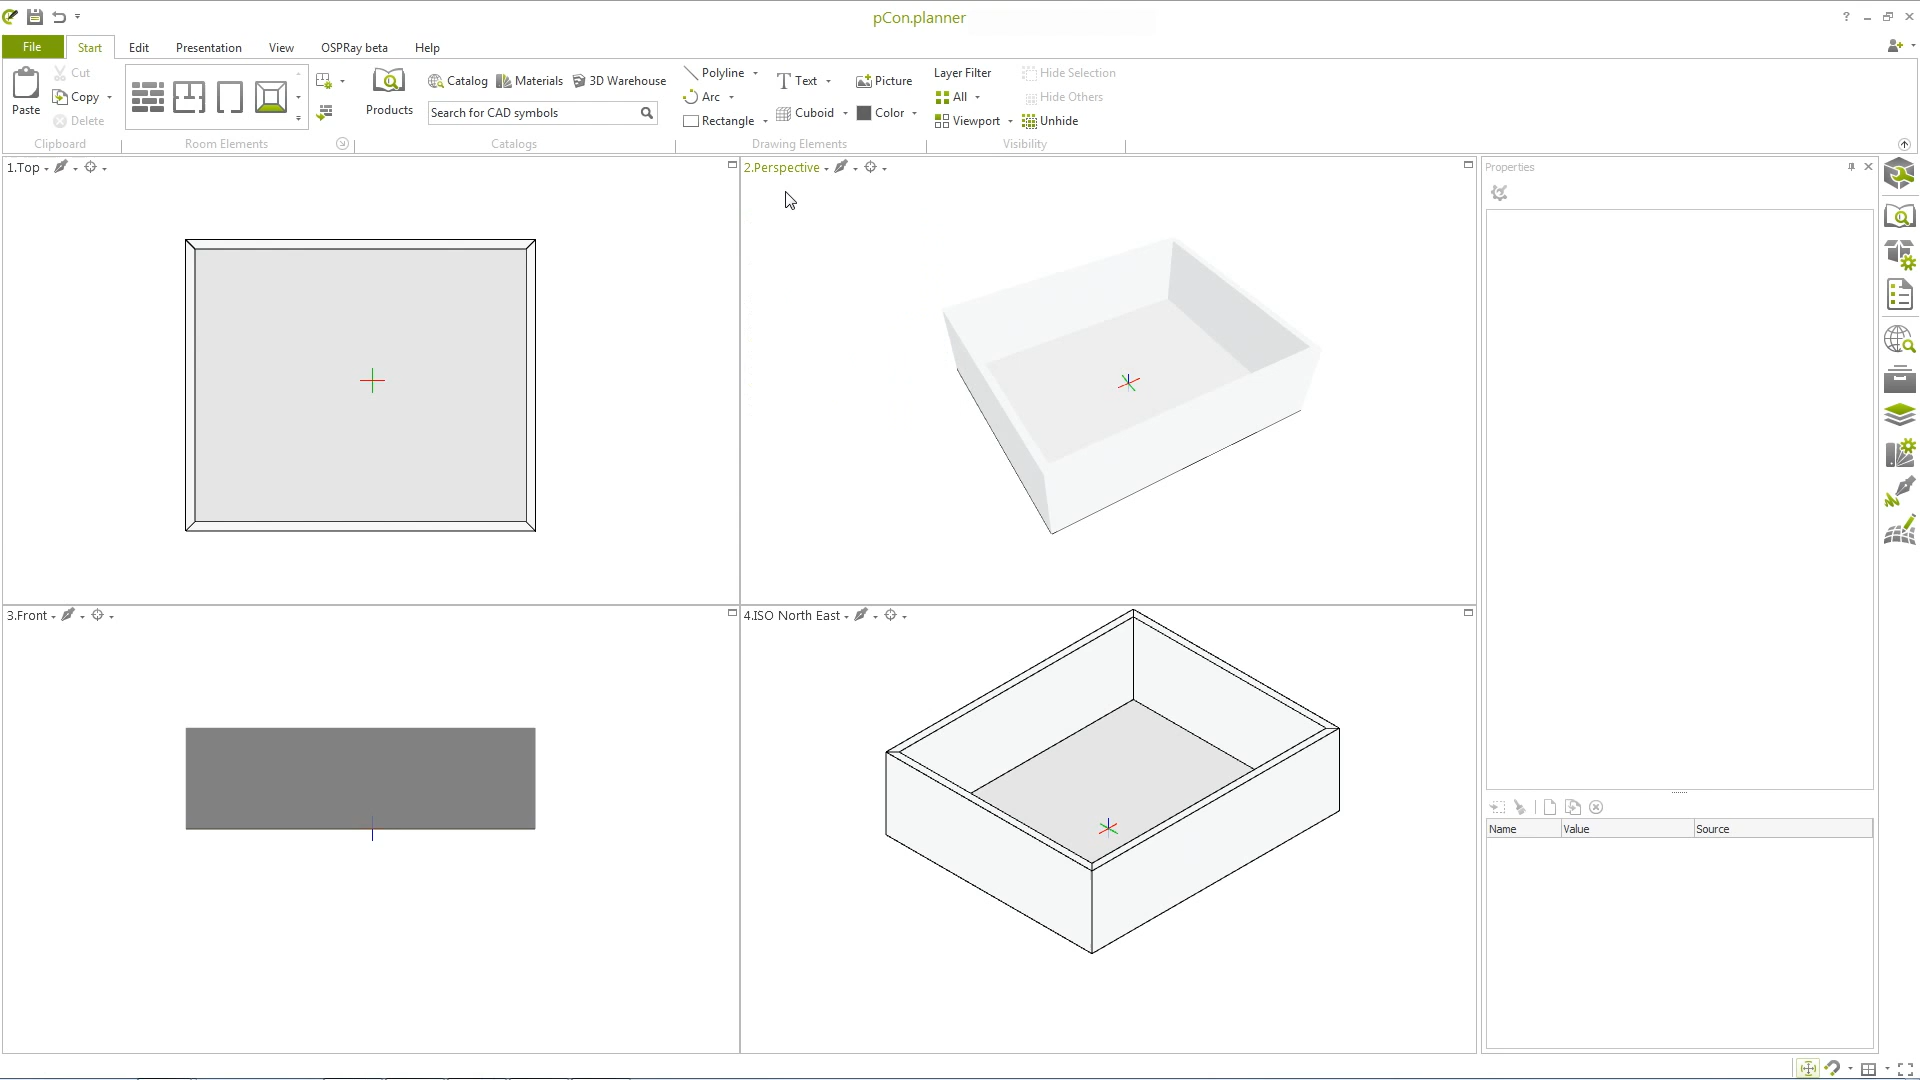 pCon.planner
?
File Start Edit Presentation View OSPRay beta Help
Paste
Cut
Copy
Delete
Clipboard
Room Elements
Products
Catalog Materials 3D Warehouse
Search for CAD symbols
Catalogs
Polyline Text Picture
Arc
Rectangle Cuboid Color
Drawing Elements
Layer Filter
All
Viewport
Hide Selection
Hide Others
Unhide
Visibility
1.Top
2.Perspective
Properties
3.Front
4.ISO North East
Name Value Source